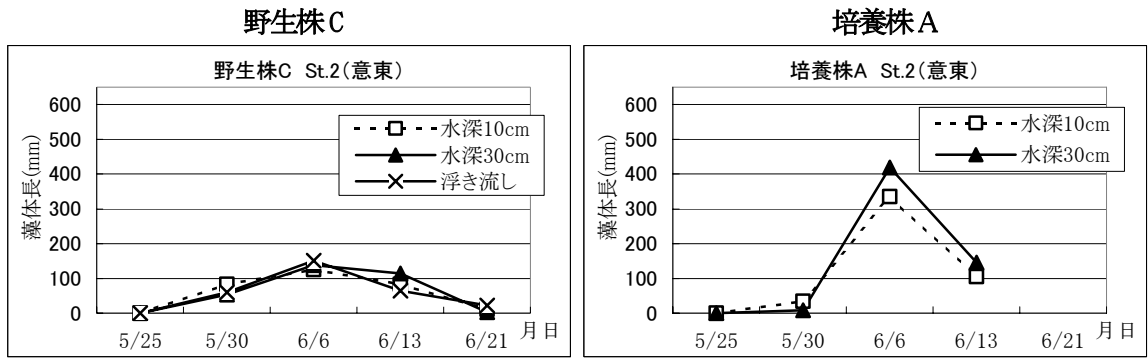 野生株C
培養株A
野生株C St.2(意東)
藻体長(mm)
600
500
400
300
200
100
0
水深10cm
水深30cm
浮き流し
5/25 5/30 6/6 6/13 6/21 月日
培養株A St.2(意東)
藻体長(mm)
600
500
400
300
200
100
0
水深10cm
水深30cm
5/25 5/30 6/6 6/13 6/21 月日